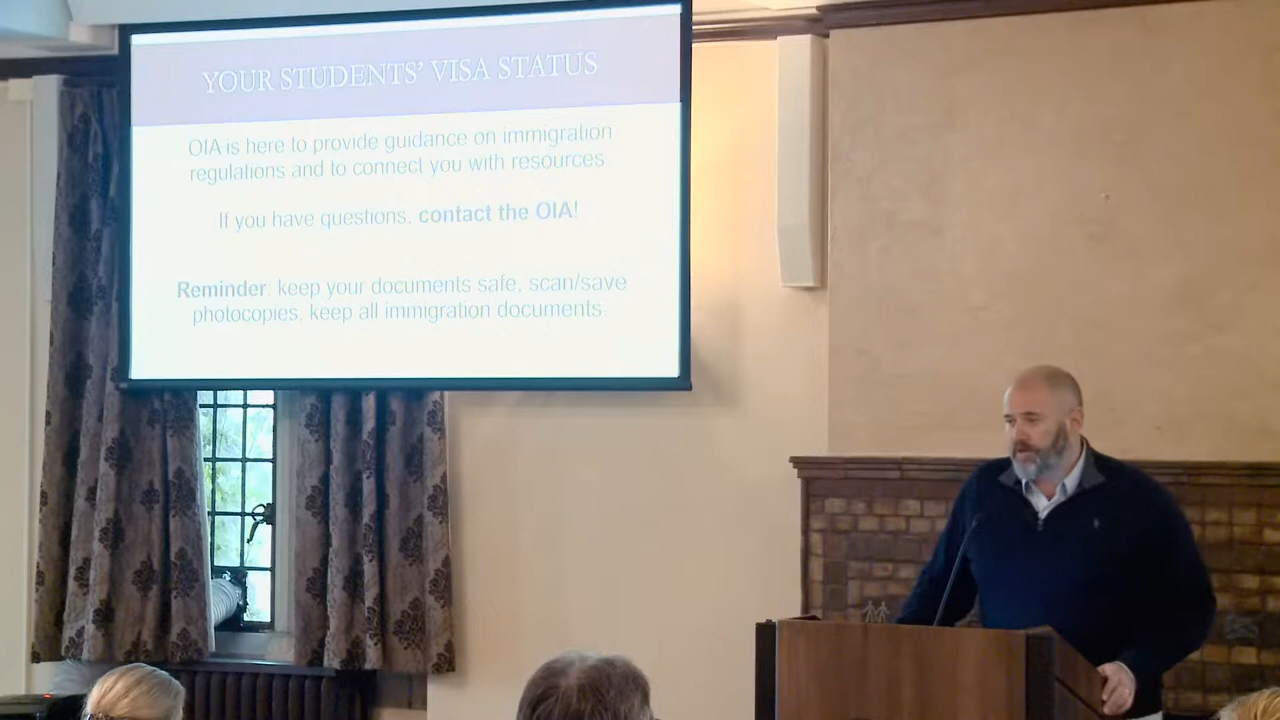 YOUR STUDENTS' VISA STATUS
OIA is here to provide guidance on immigration
regulations and to connect you with resources
If you have questions, contact the OIA!
Reminder: keep your documents safe, scan/save
photocopies, keep all immigration documents.